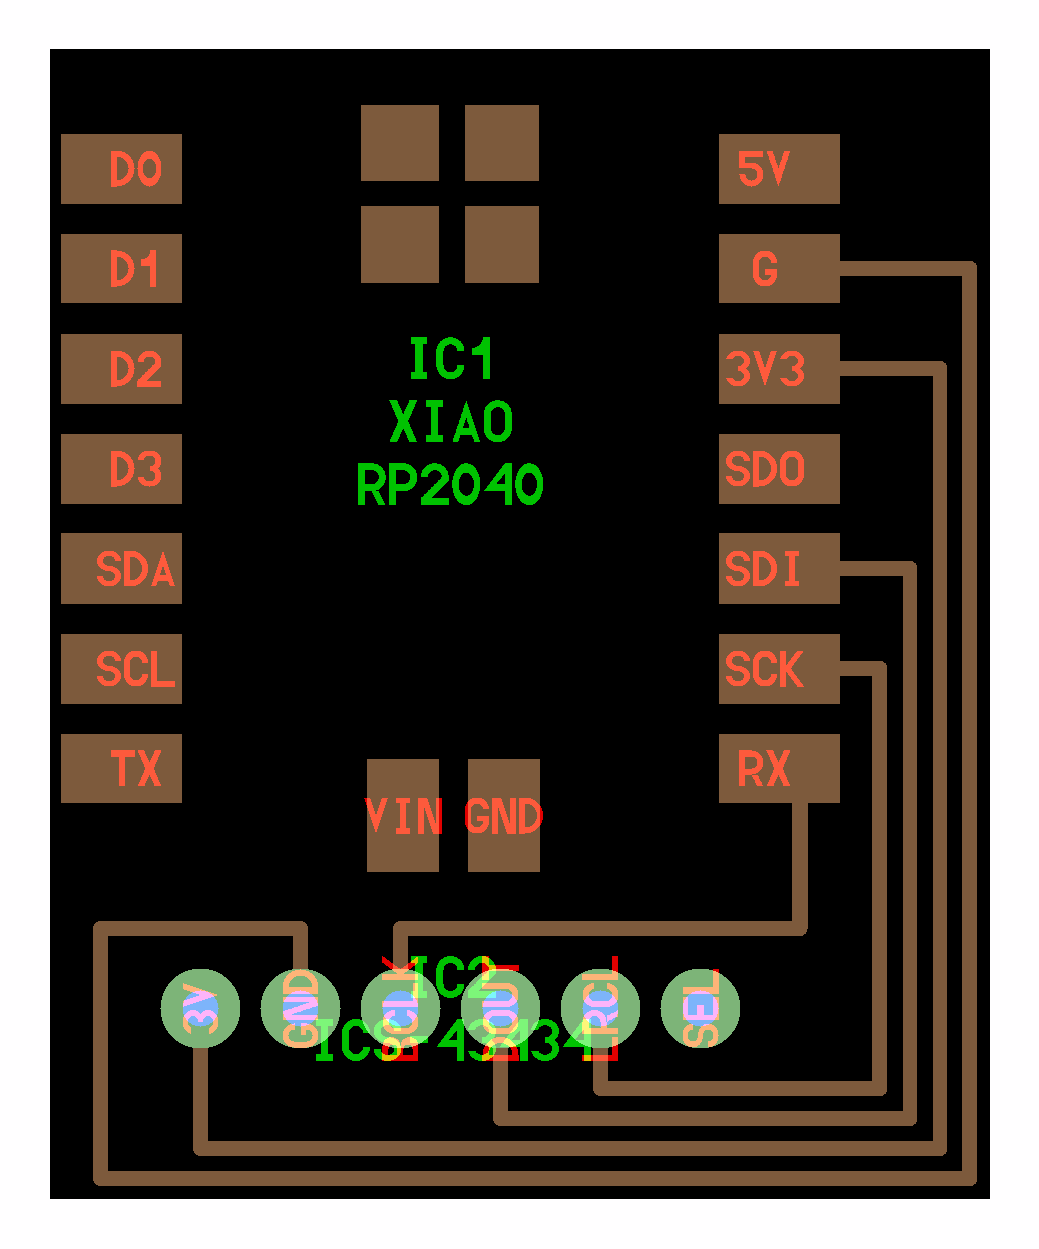 D0
5V
D1
G
IC1
D2
3V3
XIAO
D3
RP2040
SDO
SDA
SDI
SCL
SCK
TX
RX
VIN
GND
IC2
ICS-43434
3V
GND
BCLK
DOUT
LRCL
SEL